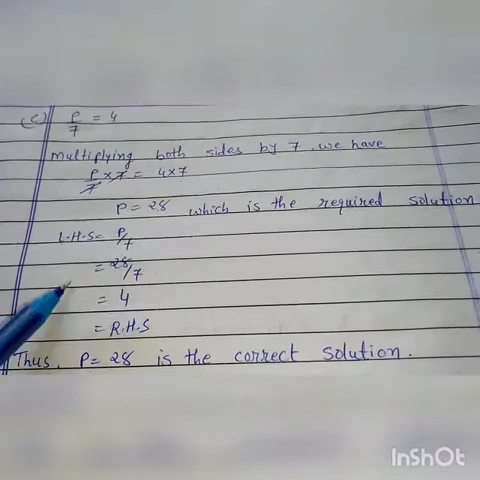 (C) P/7 = 4
Multiplying both sides by 7, we have
P/7 × 7 = 4×7
P = 28 which is the required solution
L.H.S = P/7
= 28/7
= 4
= R.H.S
Thus, P = 28 is the correct solution.
InShOt